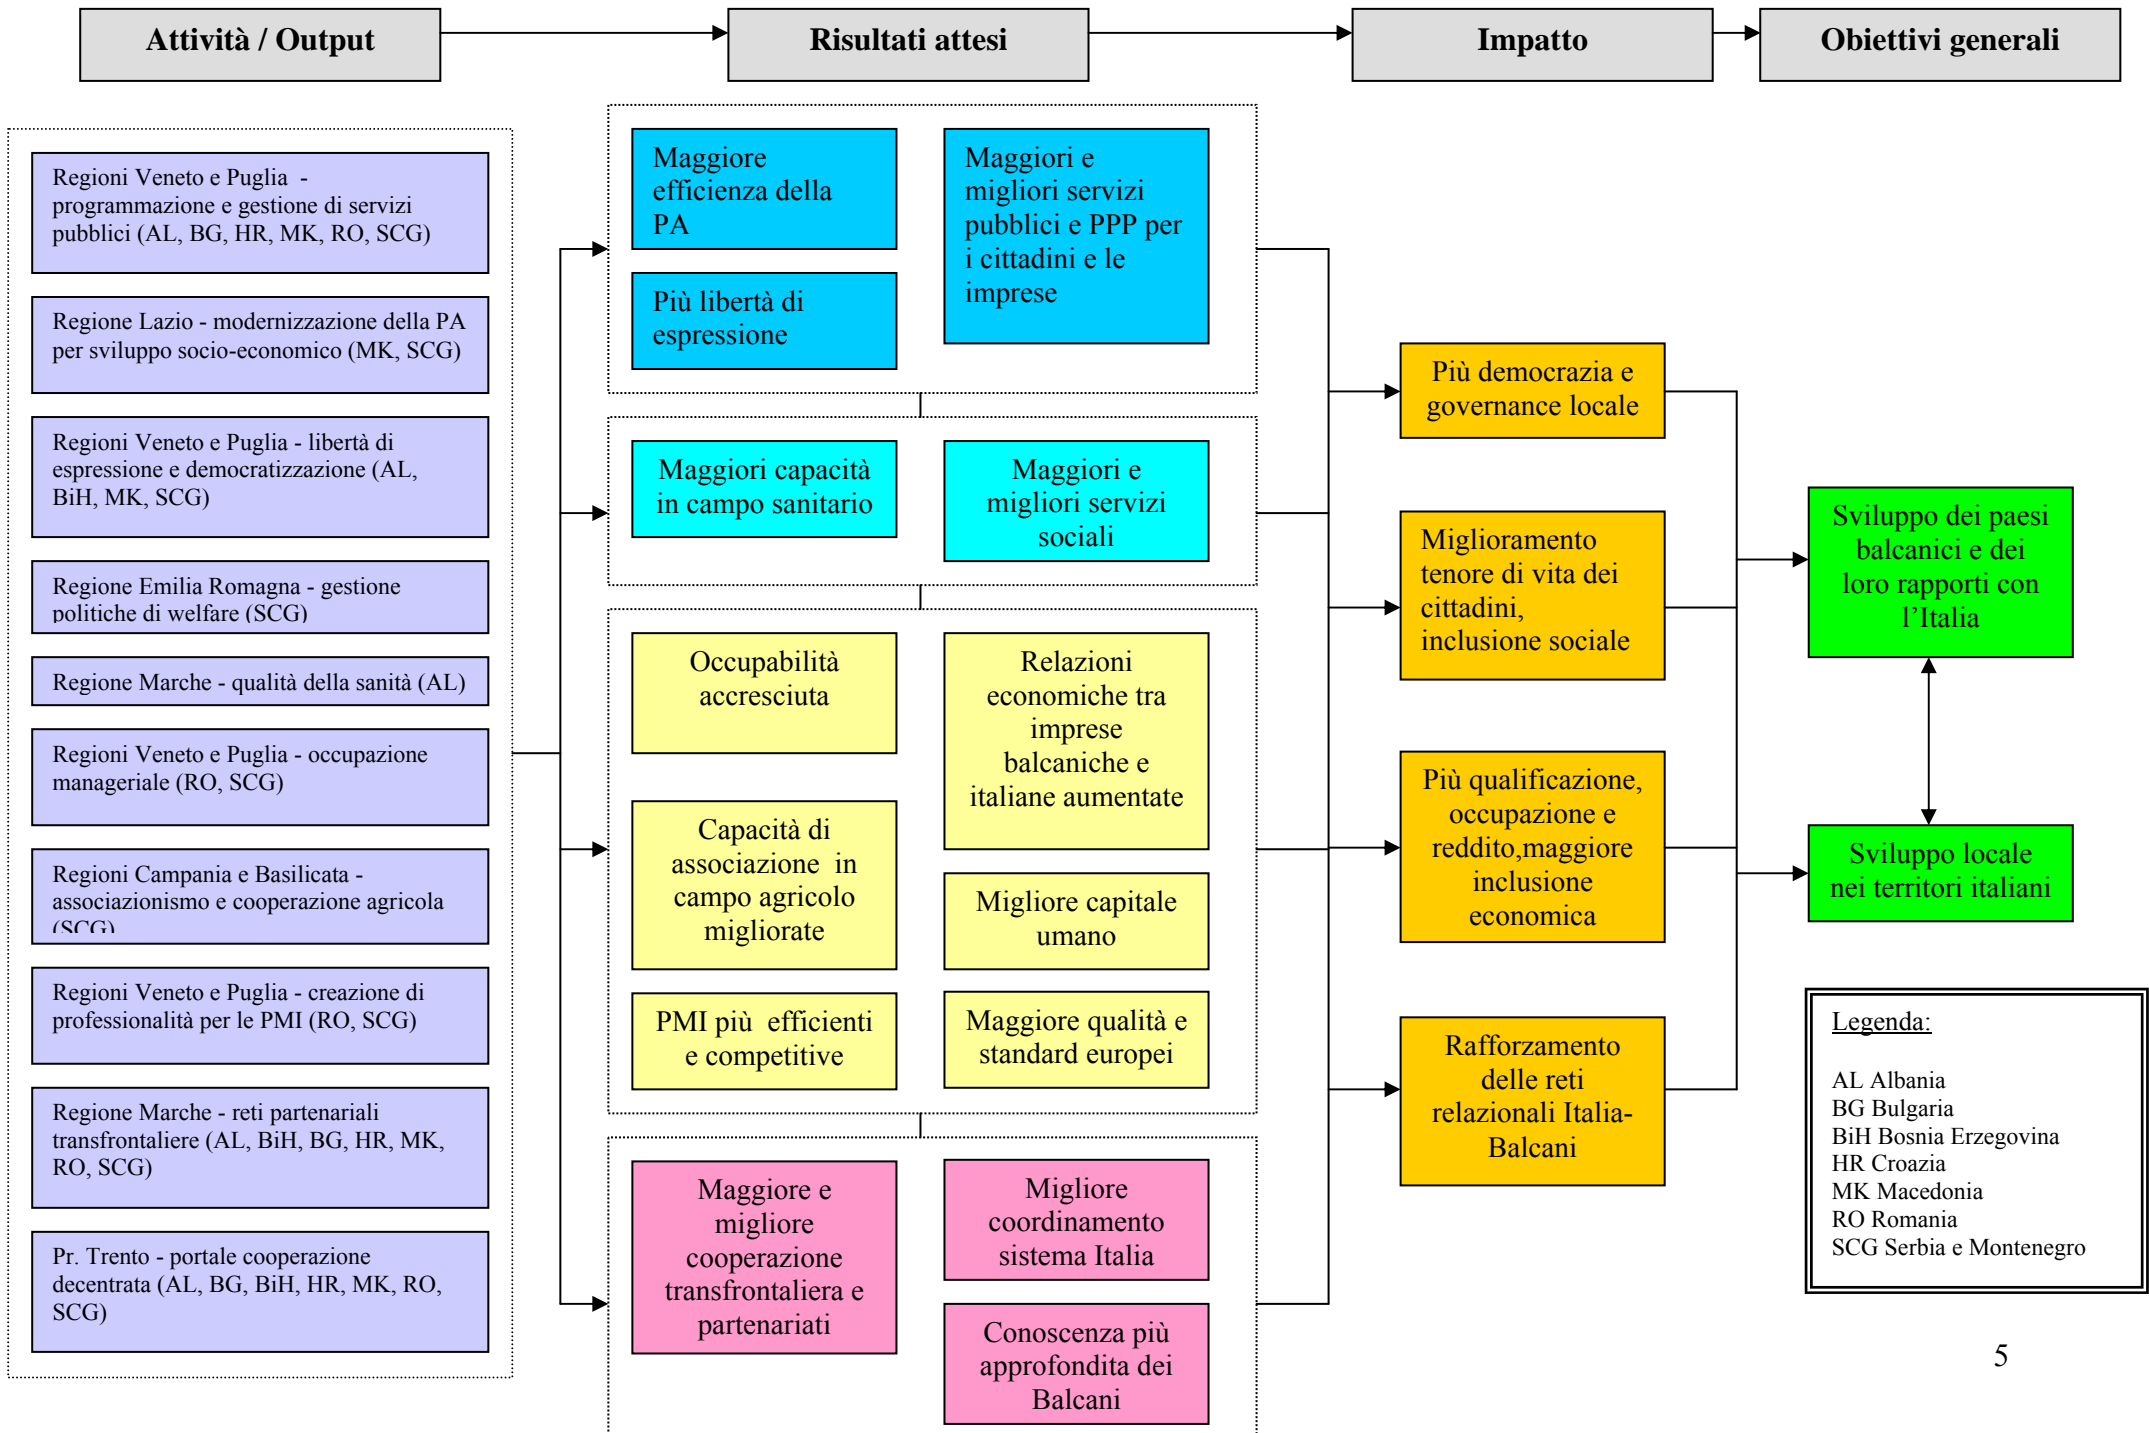 Attività / Output
Risultati attesi
Impatto
Obiettivi generali
Regioni Veneto e Puglia -
programmazione e gestione di servizi
pubblici (AL, BG, HR, MK, RO, SCG)
Regione Lazio - modernizzazione della PA
per sviluppo socio-economico (MK, SCG)
Regioni Veneto e Puglia - libertà di
espressione e democratizzazione (AL,
BiH, MK, SCG)
Regione Emilia Romagna - gestione
politiche di welfare (SCG)
Regione Marche - qualità della sanità (AL)
Regioni Veneto e Puglia - occupazione
manageriale (RO, SCG)
Regioni Campania e Basilicata -
associazionismo e cooperazione agricola
(SCG)
Regioni Veneto e Puglia - creazione di
professionalità per le PMI (RO, SCG)
Regione Marche - reti partenariali
transfrontaliere (AL, BiH, BG, HR, MK,
RO, SCG)
Pr. Trento - portale cooperazione
decentrata (AL, BG, BiH, HR, MK, RO,
SCG)
Maggiore
efficienza della
PA
Più libertà di
espressione
Maggiori e
migliori servizi
pubblici e PPP per
i cittadini e le
imprese
Maggiori capacità
in campo sanitario
Maggiori e
migliori servizi
sociali
Occupabilità
accresciuta
Capacità di
associazione in
campo agricolo
migliorate
PMI più efficienti
e competitive
Relazioni
economiche tra
imprese
balcaniche e
italiane aumentate
Migliore capitale
umano
Maggiore qualità e
standard europei
Maggiore e
migliore
cooperazione
transfrontaliera e
partenariati
Migliore
coordinamento
sistema Italia
Conoscenza più
approfondita dei
Balcani
Più democrazia e
governance locale
Miglioramento
tenore di vita dei
cittadini,
inclusione sociale
Più qualificazione,
occupazione e
reddito,maggiore
inclusione
economica
Rafforzamento
delle reti
relazionali Italia-
Balcani
Sviluppo dei paesi
balcanici e dei
loro rapporti con
l’Italia
Sviluppo locale
nei territori italiani
Legenda:
AL Albania
BG Bulgaria
BiH Bosnia Erzegovina
HR Croazia
MK Macedonia
RO Romania
SCG Serbia e Montenegro
5